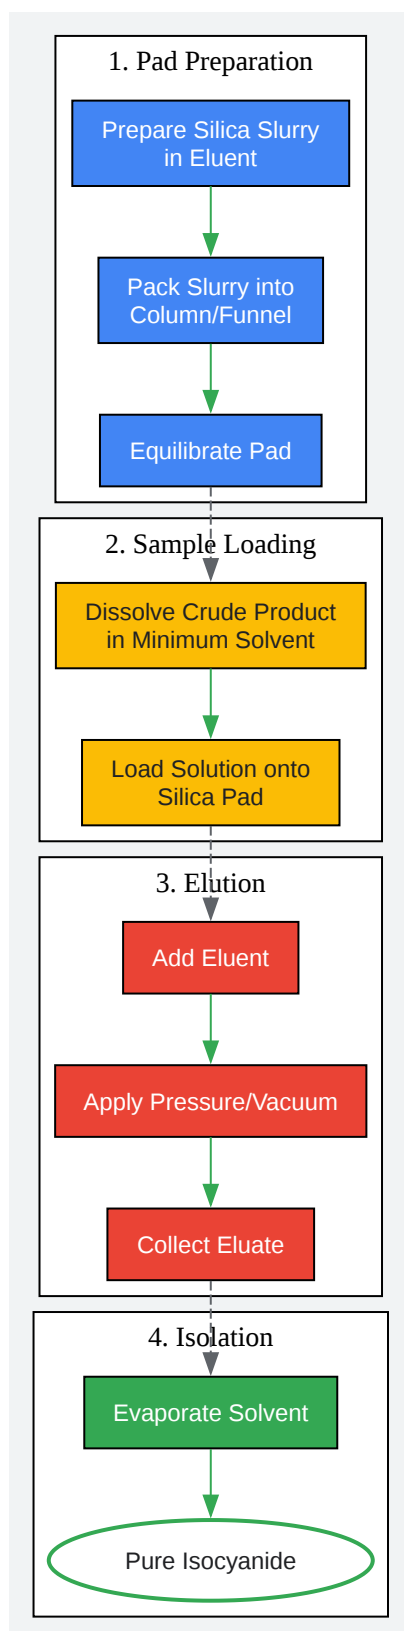 1. Pad Preparation
Prepare Silica Slurry
in Eluent
Pack Slurry into
Column/Funnel
Equilibrate Pad
2. Sample Loading
Dissolve Crude Product
in Minimum Solvent
Load Solution onto
Silica Pad
3. Elution
Add Eluent
Apply Pressure/Vacuum
Collect Eluate
4. Isolation
Evaporate Solvent
Pure Isocyanide